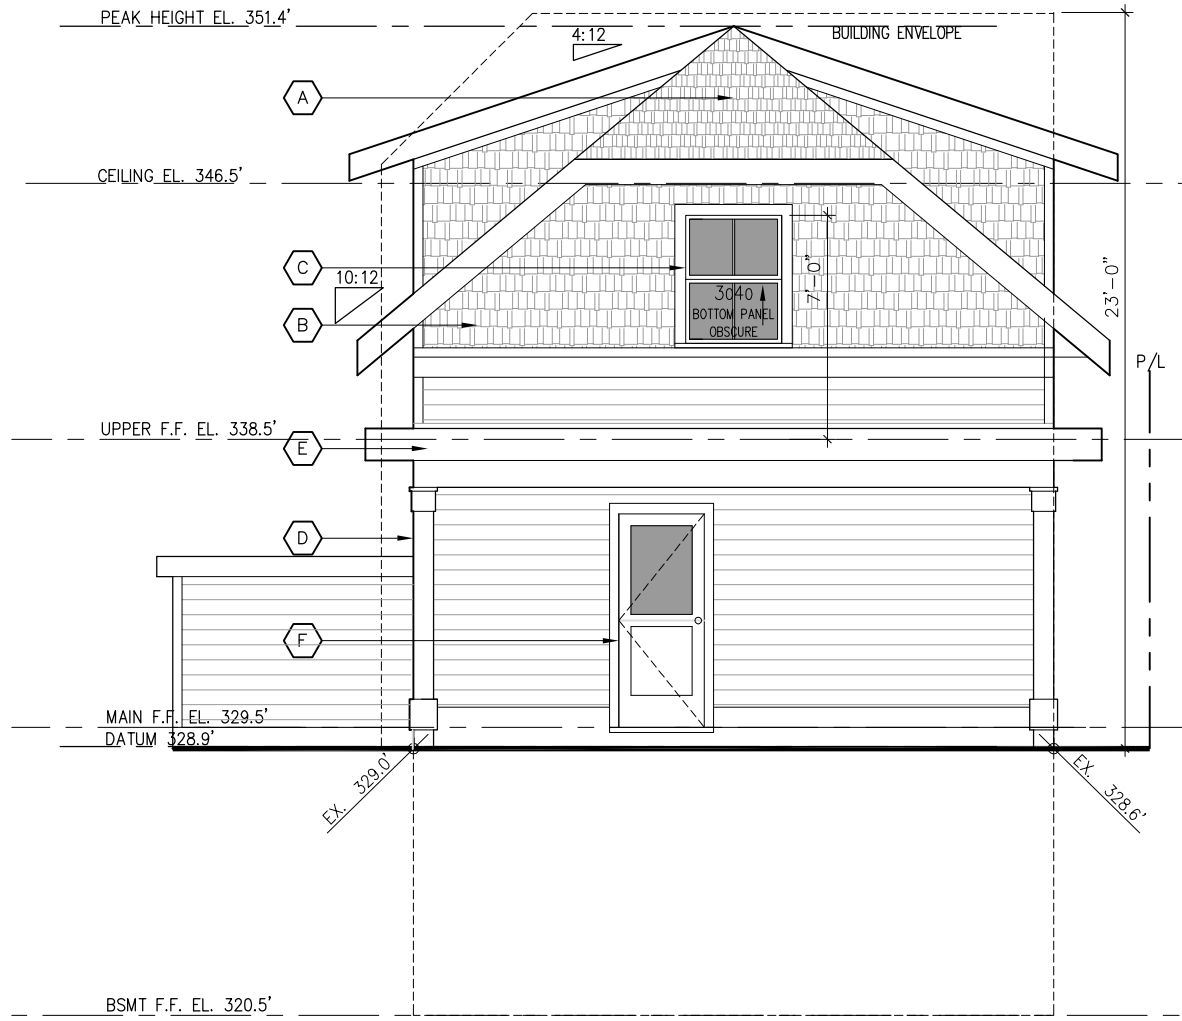 PEAK HEIGHT EL. 351.4'
4:12
BUILDING ENVELOPE
A
CEILING EL. 346.5'
C
10:12
B
3040
BOTTOM PANEL
OBSCURE
7'-0"
23'-0"
P/L
UPPER F.F. EL. 338.5'
E
D
F
MAIN F.F. EL. 329.5'
DATUM 328.9'
EX. 329.0'
EX. 328.6'
BSMT F.F. EL. 320.5'